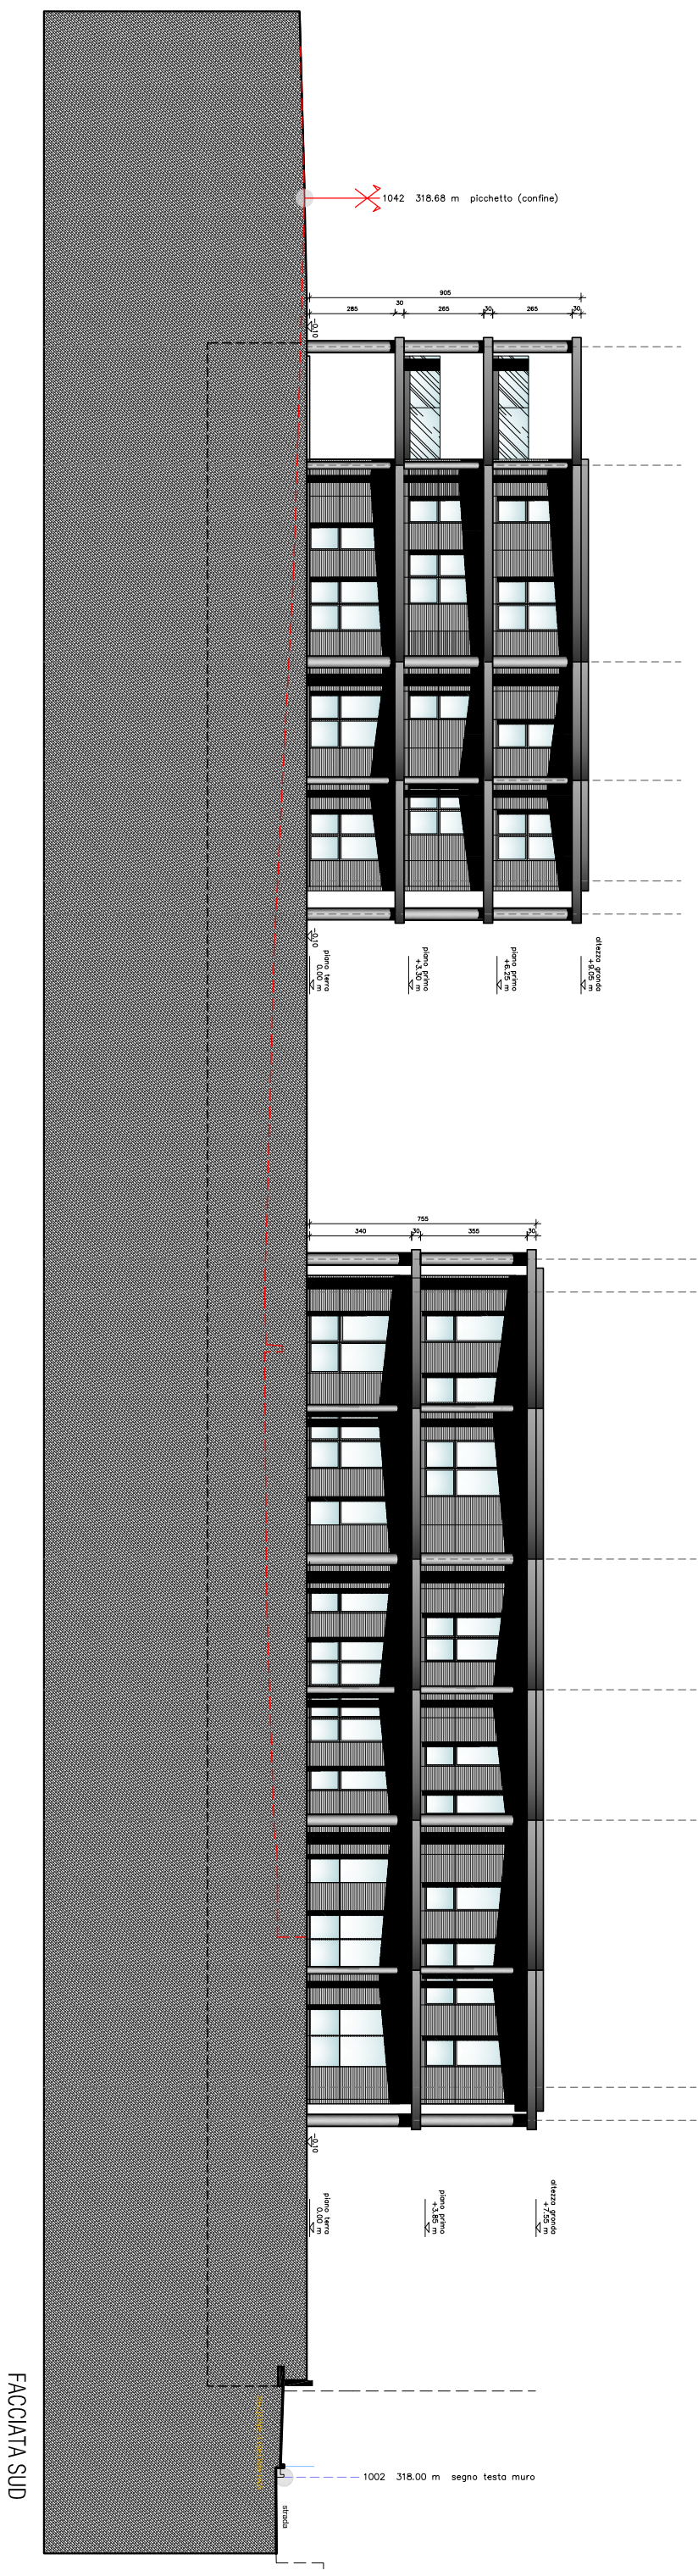 1042 318.68 m picchetto (confine)
905
285
30
265
30
265
30
-0.10
-0.10
piano terra
0.00 m
piano primo
+3.30 m
piano primo
+6.25 m
altezza gronda
+9.05 m
755
340
30
355
30
-0.10
piano terra
0.00 m
piano primo
+3.85 m
altezza gronda
+7.55 m
1002 318.00 m segno testa muro
strada
FACCIATA SUD